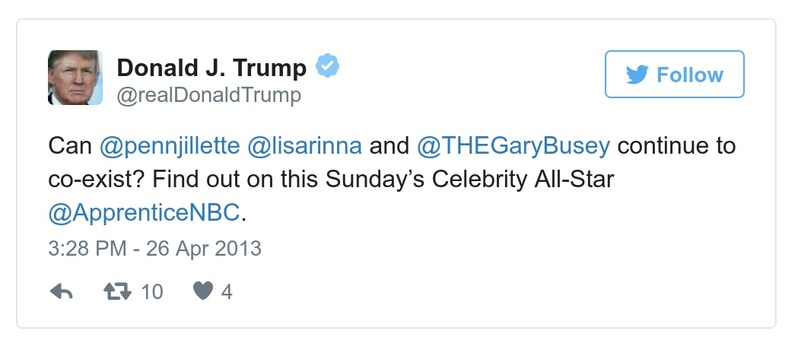 Donald J. Trump
@realDonaldTrump
Follow
Can @pennjillette @lisarinna and @THEGaryBusey continue to
co-exist? Find out on this Sunday’s Celebrity All-Star
@ApprenticeNBC.
3:28 PM - 26 Apr 2013
10 4